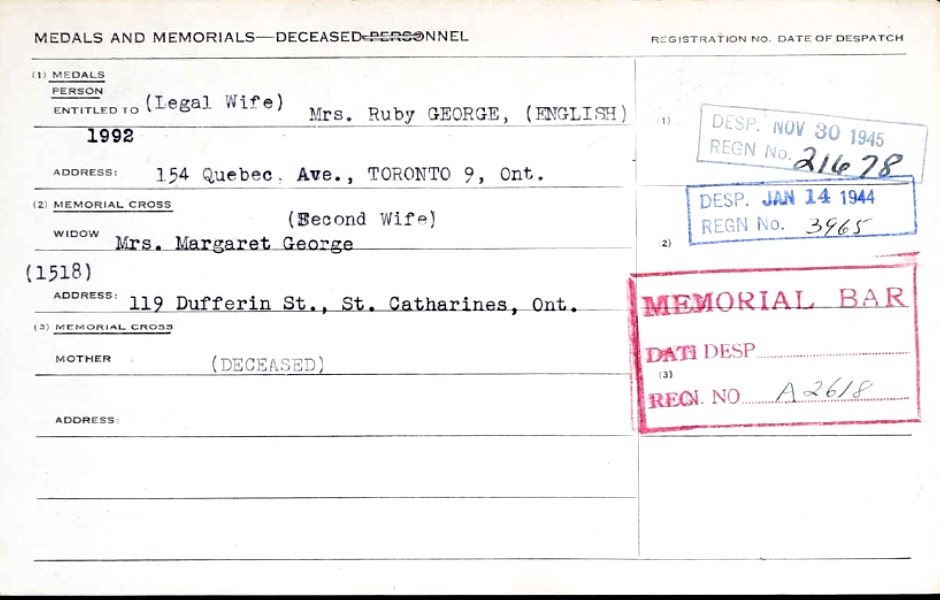 MEDALS AND MEMORIALS—DECEASED PERSONNEL
REGISTRATION NO. DATE OF DESPATCH
(1) MEDALS
PERSON
ENTITLED TO (Legal Wife) Mrs. Ruby GEORGE, (ENGLISH)
1992
ADDRESS: 154 Quebec. Ave., TORONTO 9, Ont.
(1)
DESP. NOV 30 1945
REGN No. 21678
(2) MEMORIAL CROSS
(Second Wife)
WIDOW Mrs. Margaret George
(1518)
ADDRESS: 119 Dufferin St., St. Catharines, Ont.
DESP. JAN 14 1944
REGN No. 3965
(2)
(3) MEMORIAL CROSS
MOTHER (DECEASED)
ADDRESS:
MEMORIAL BAR
DATE DESP
(3)
REGN. NO A2618